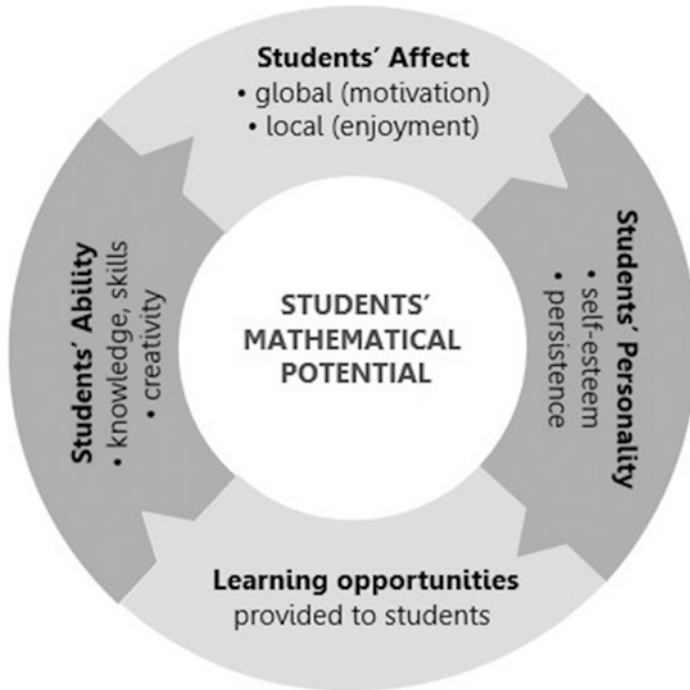 Students’ Affect
• global (motivation)
• local (enjoyment)
Students’ Ability
• knowledge, skills
• creativity
STUDENTS’
MATHEMATICAL
POTENTIAL
Students’ Personality
• self-esteem
• persistence
Learning opportunities
provided to students